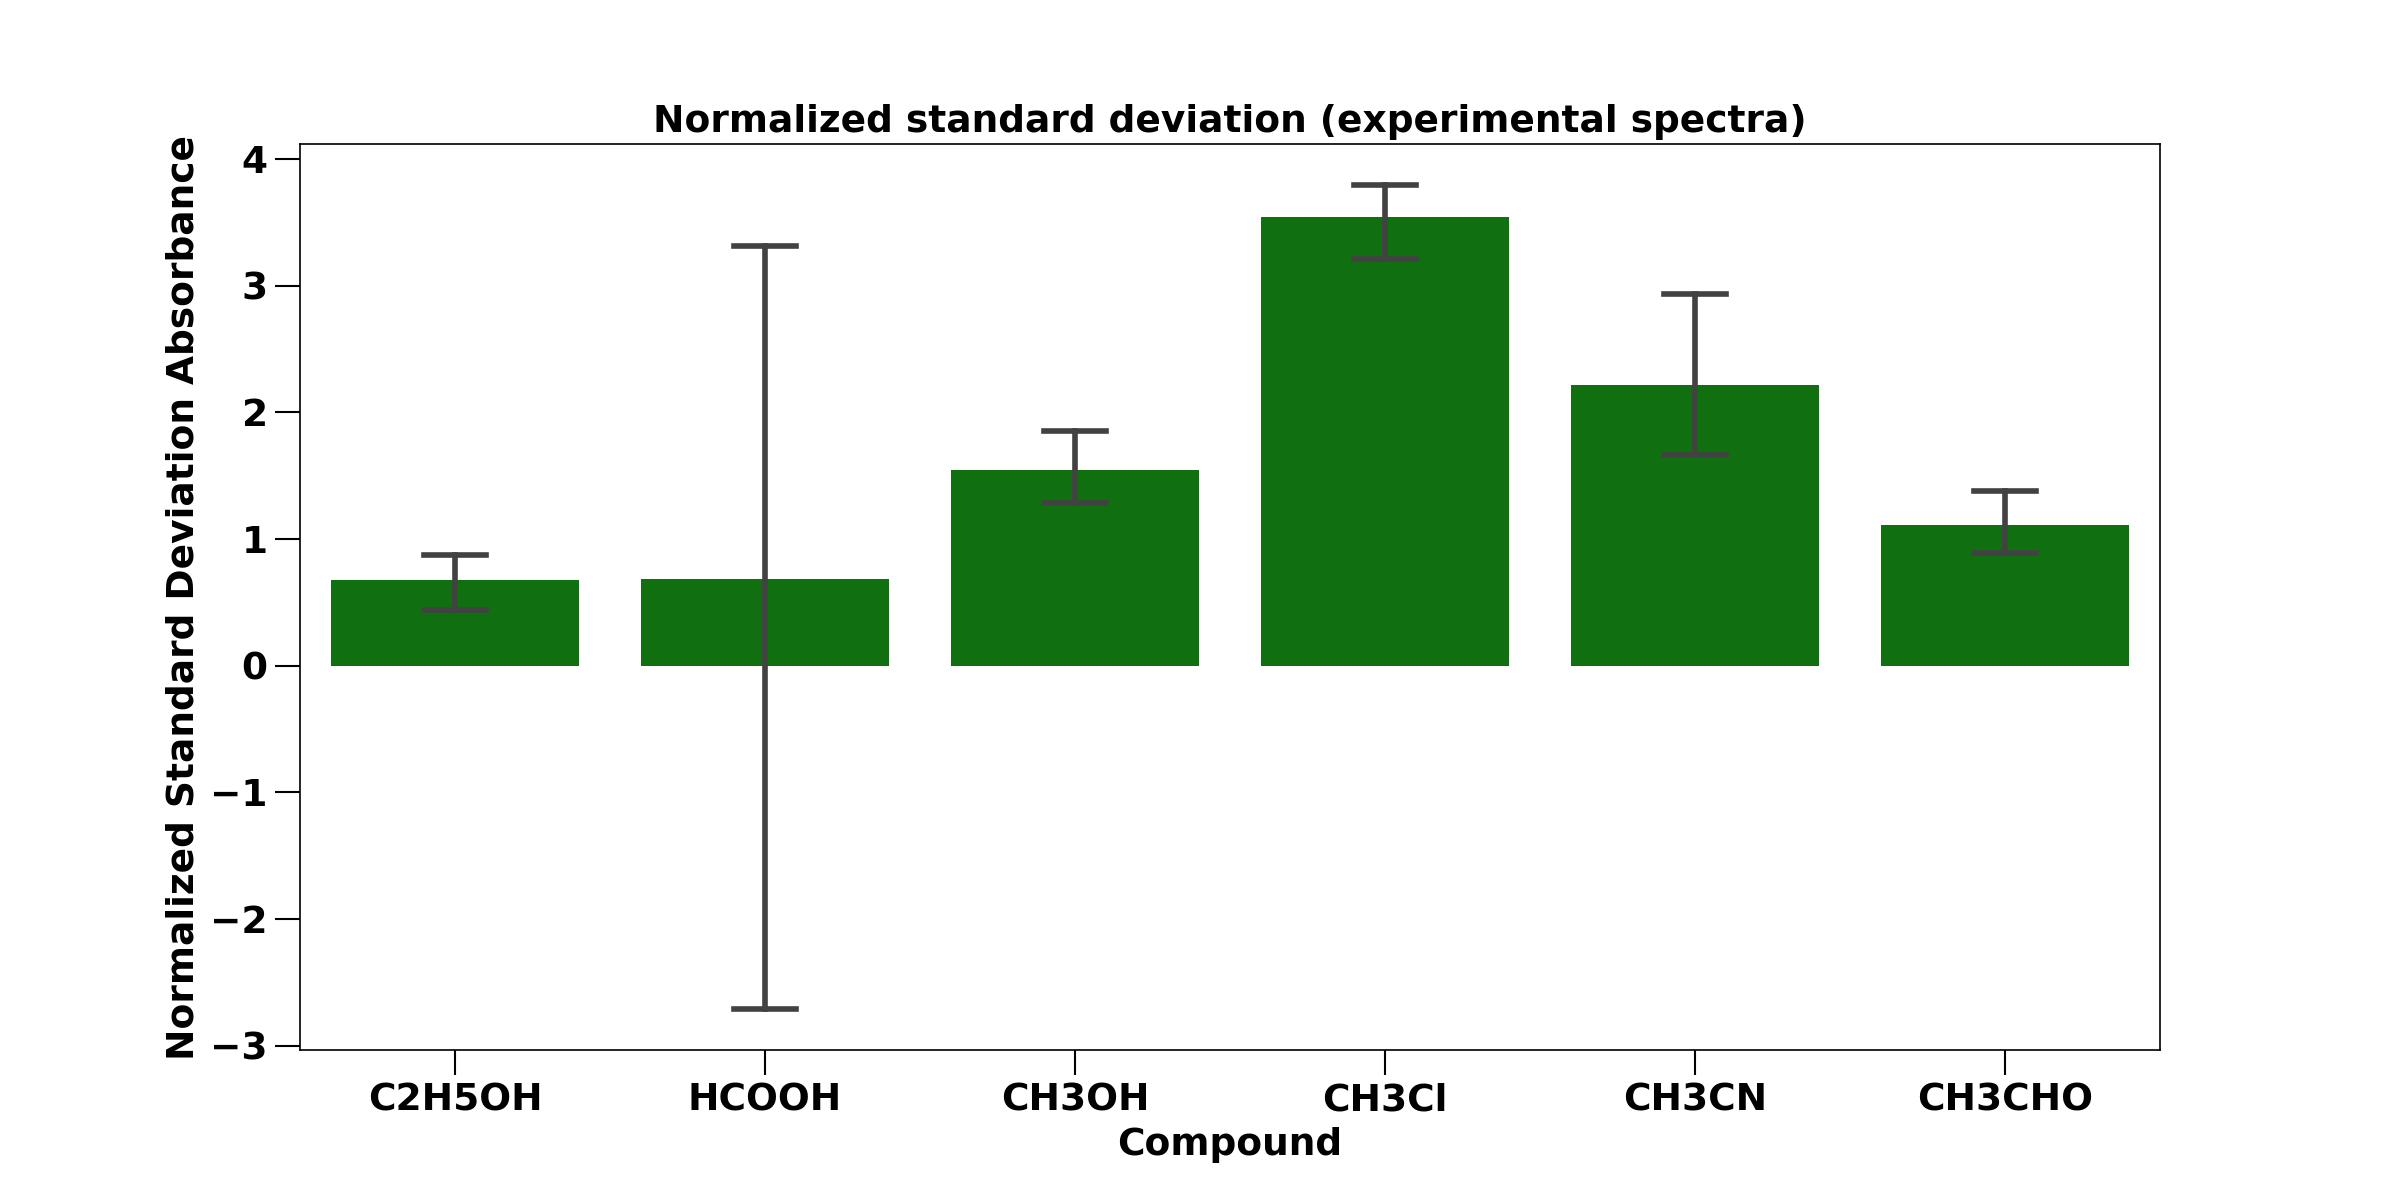 Normalized standard deviation (experimental spectra)
Normalized Standard Deviation Absorbance
4
3
2
1
0
−1
−2
−3
C2H5OH HCOOH CH3OH CH3Cl CH3CN CH3CHO
Compound